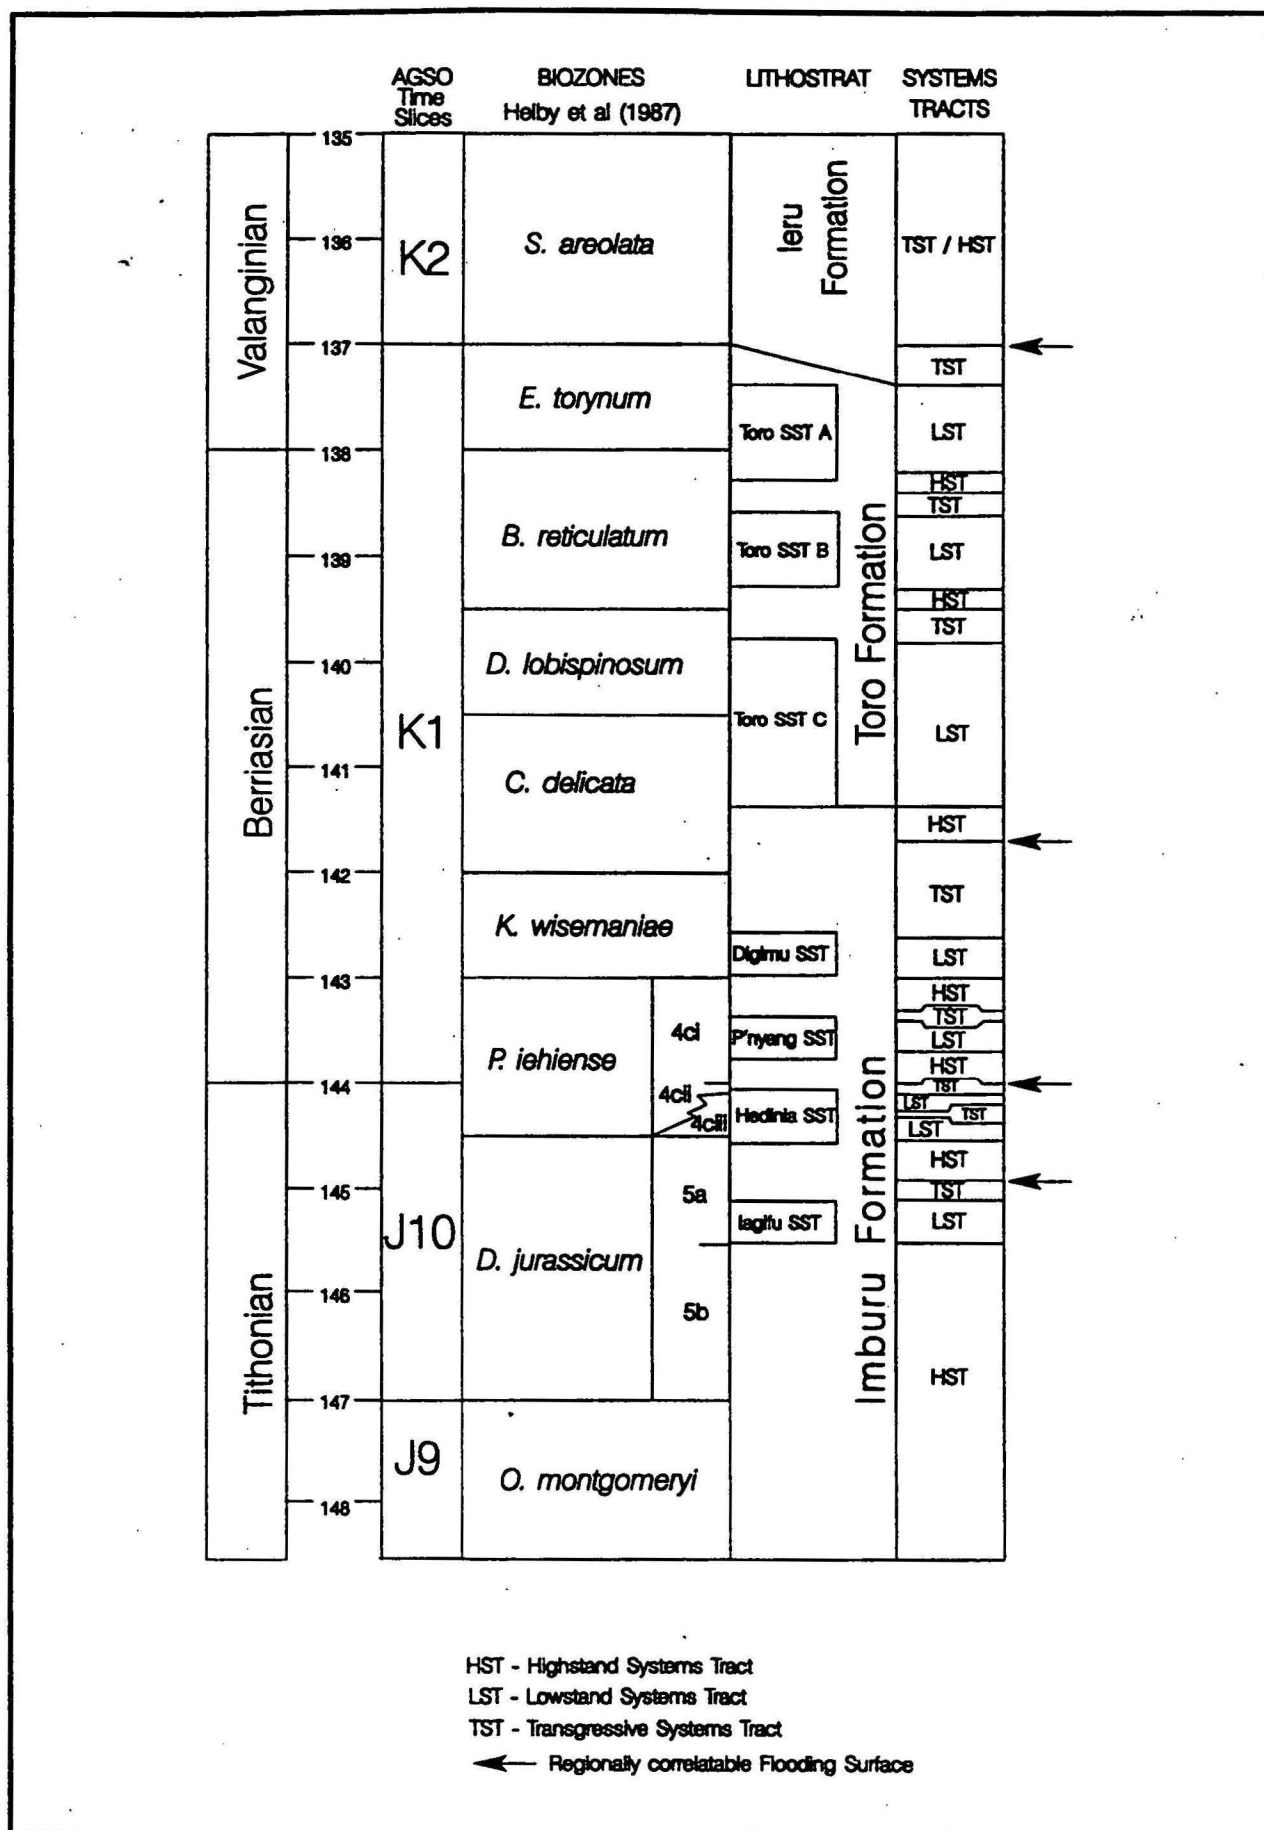 AGSO
Time
Slices
BIOZONES
Helby et al (1987)
LITHOSTRAT
SYSTEMS
TRACTS
Valanginian
Berriasian
Tithonian
135
136
137
138
139
140
141
142
143
144
145
146
147
148
K2
K1
J10
J9
S. areolata
E. torynum
B. reticulatum
D. lobispinosum
C. delicata
K. wisemaniae
P. iehiense
4ci
4cii
4ciii
D. jurassicum
5a
5b
O. montgomeryi
Ieru
Formation
Toro SST A
Toro SST B
Toro SST C
Toro Formation
Digimu SST
P'nyang SST
Hedinia SST
Iagifu SST
Imburu Formation
TST / HST
TST
LST
HST
TST
LST
HST
TST
LST
HST
TST
LST
HST
TST
LST
HST
TST
LST
TST
LST
HST
TST
LST
HST
HST - Highstand Systems Tract
LST - Lowstand Systems Tract
TST - Transgressive Systems Tract
Regionally correlatable Flooding Surface